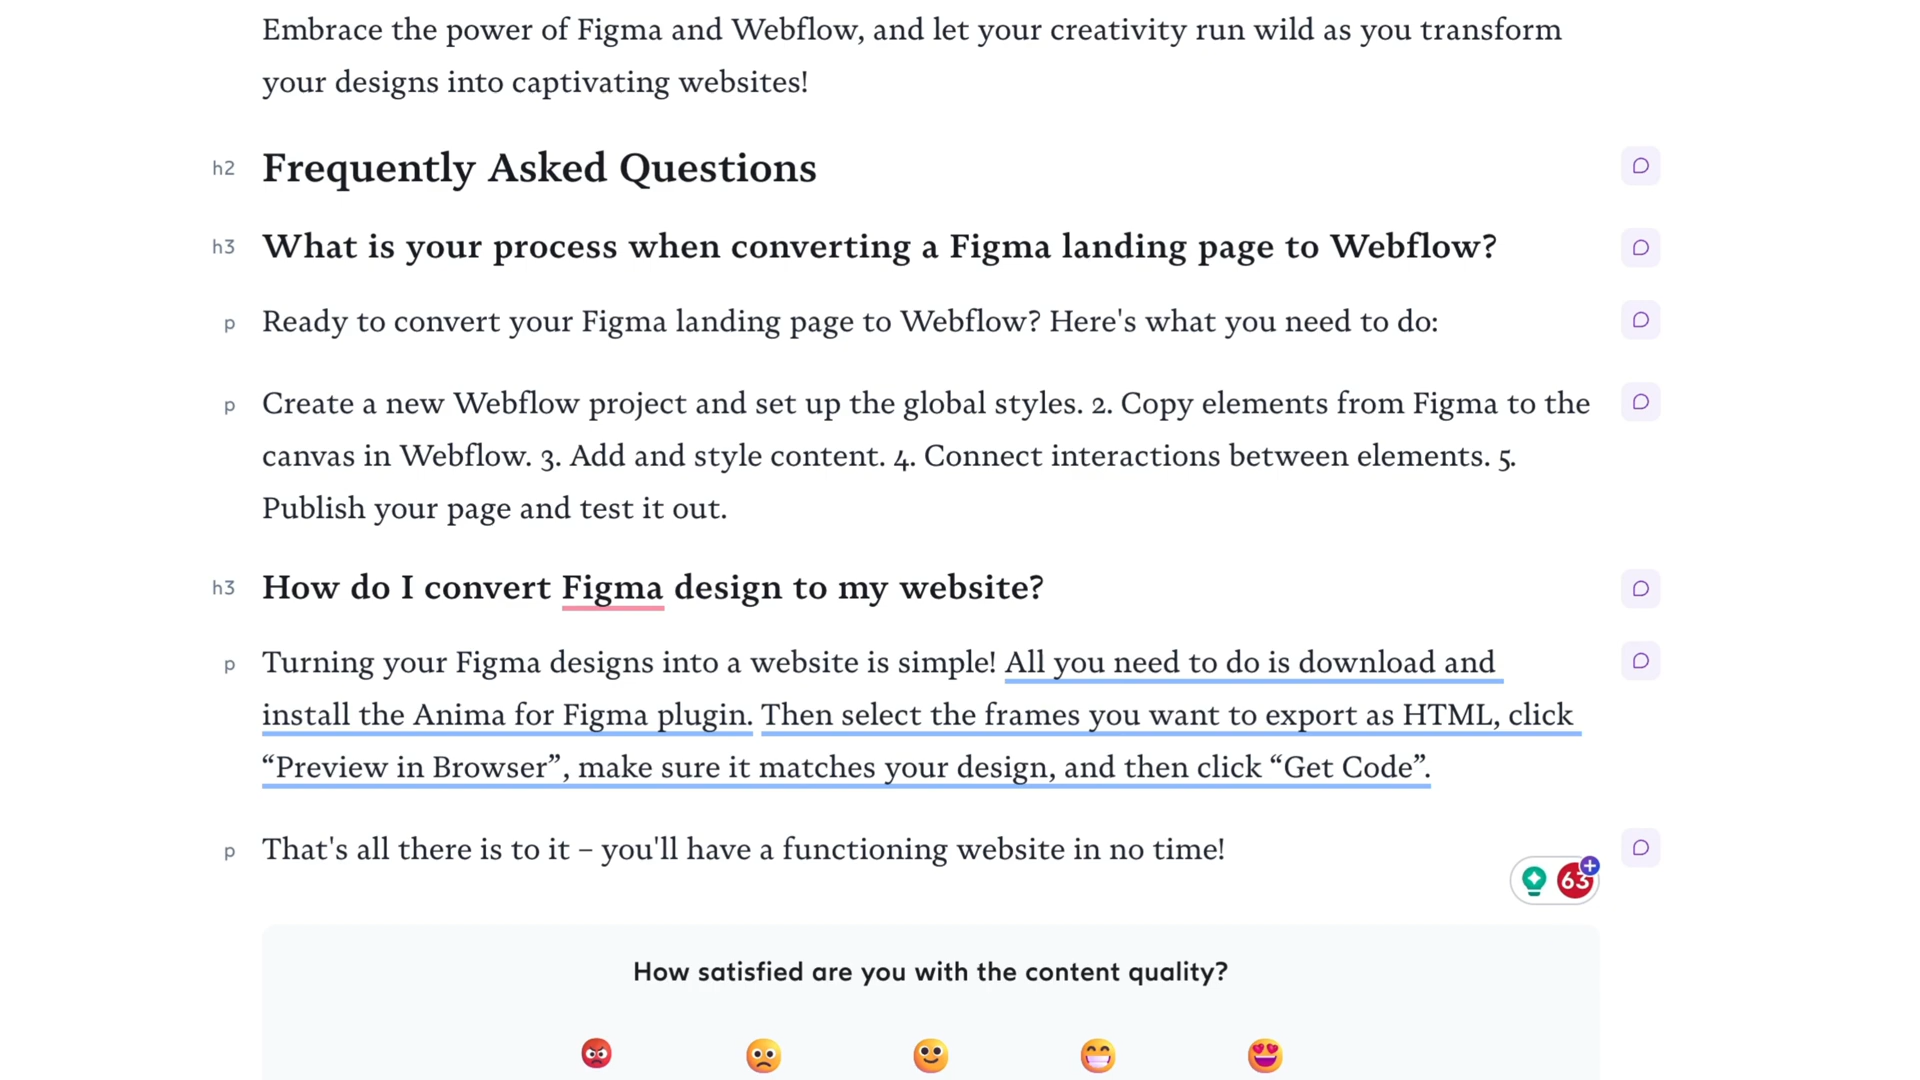 Embrace the power of Figma and Webflow, and let your creativity run wild as you transform
your designs into captivating websites!
h2 Frequently Asked Questions
h3 What is your process when converting a Figma landing page to Webflow?
p Ready to convert your Figma landing page to Webflow? Here's what you need to do:
p Create a new Webflow project and set up the global styles. 2. Copy elements from Figma to the
canvas in Webflow. 3. Add and style content. 4. Connect interactions between elements. 5.
Publish your page and test it out.
h3 How do I convert Figma design to my website?
p Turning your Figma designs into a website is simple! All you need to do is download and
install the Anima for Figma plugin. Then select the frames you want to export as HTML, click
“Preview in Browser”, make sure it matches your design, and then click “Get Code”.
p That's all there is to it – you'll have a functioning website in no time!
63
How satisfied are you with the content quality?